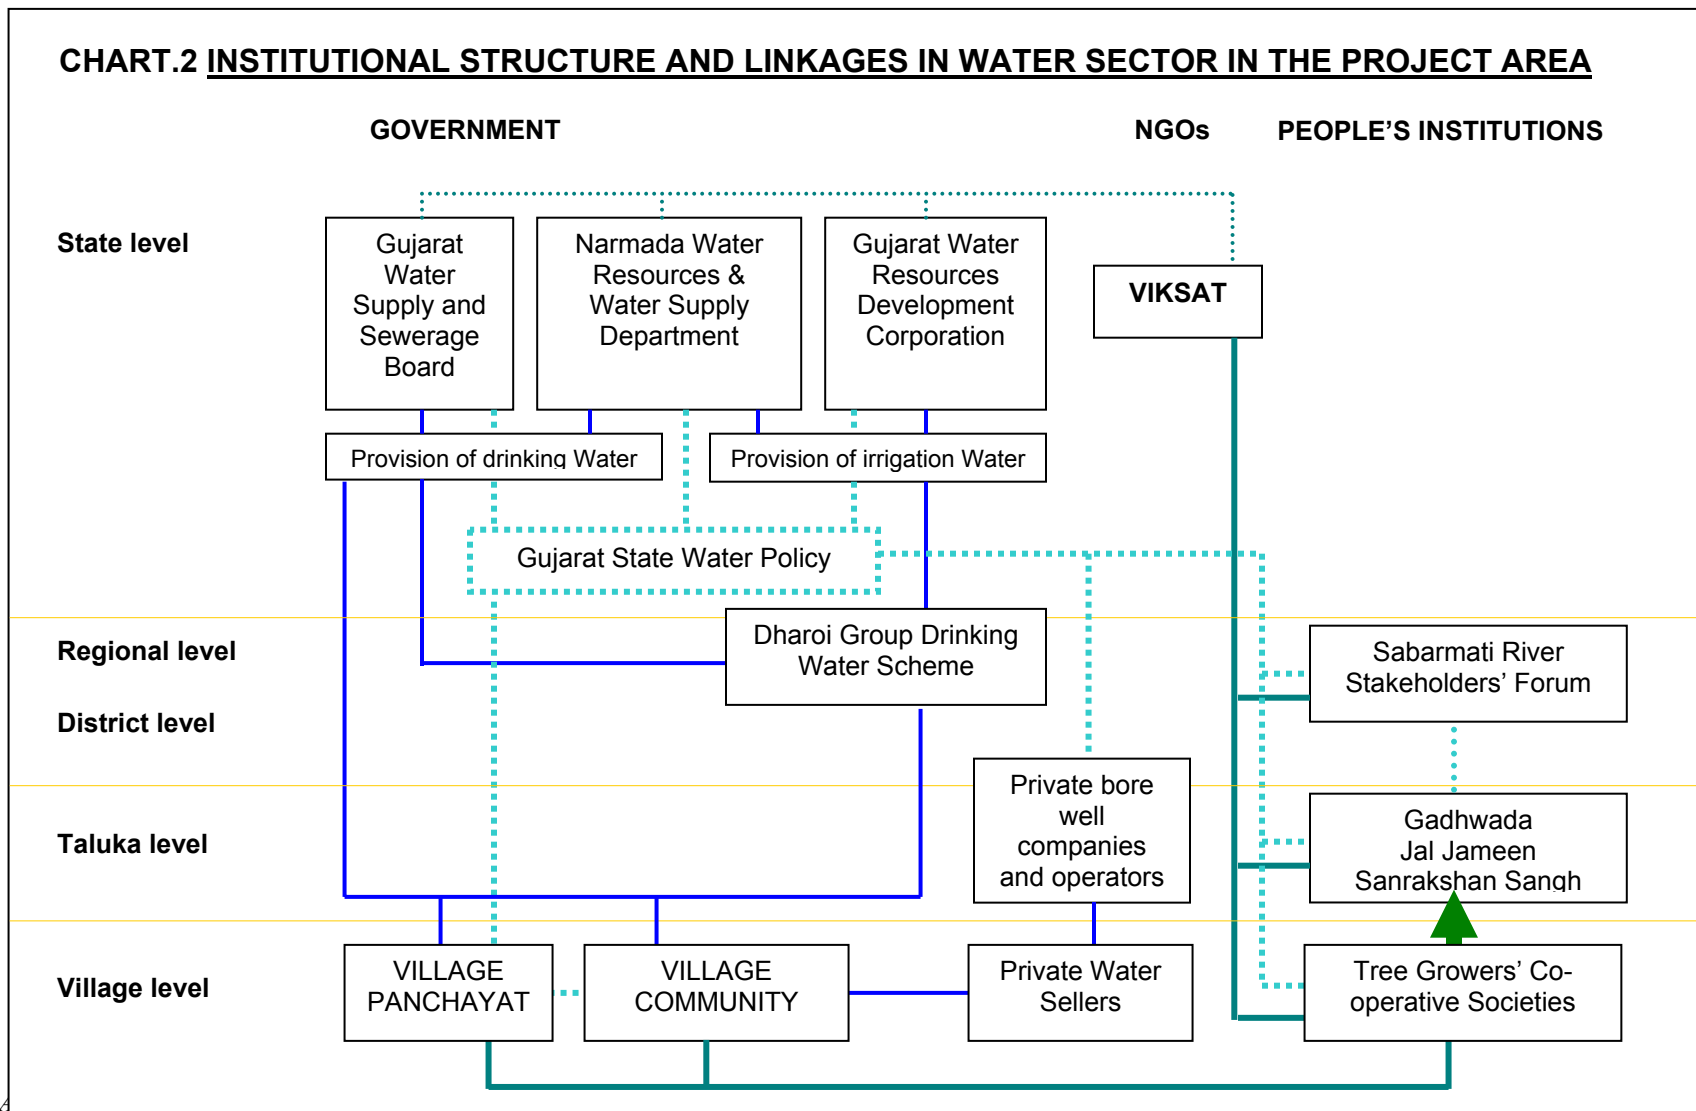 CHART.2 INSTITUTIONAL STRUCTURE AND LINKAGES IN WATER SECTOR IN THE PROJECT AREA
GOVERNMENT
NGOs
PEOPLE'S INSTITUTIONS
State level
Gujarat
Water
Supply and
Sewerage
Board
Narmada Water
Resources &
Water Supply
Department
Gujarat Water
Resources
Development
Corporation
VIKSAT
Provision of drinking Water
Provision of irrigation Water
Gujarat State Water Policy
Regional level
Dharoi Group Drinking
Water Scheme
Sabarmati River
Stakeholders' Forum
District level
Private bore
well
companies
and operators
Taluka level
Gadhwada
Jal Jameen
Sanrakshan Sangh
Village level
VILLAGE
PANCHAYAT
VILLAGE
COMMUNITY
Private Water
Sellers
Tree Growers' Co-
operative Societies